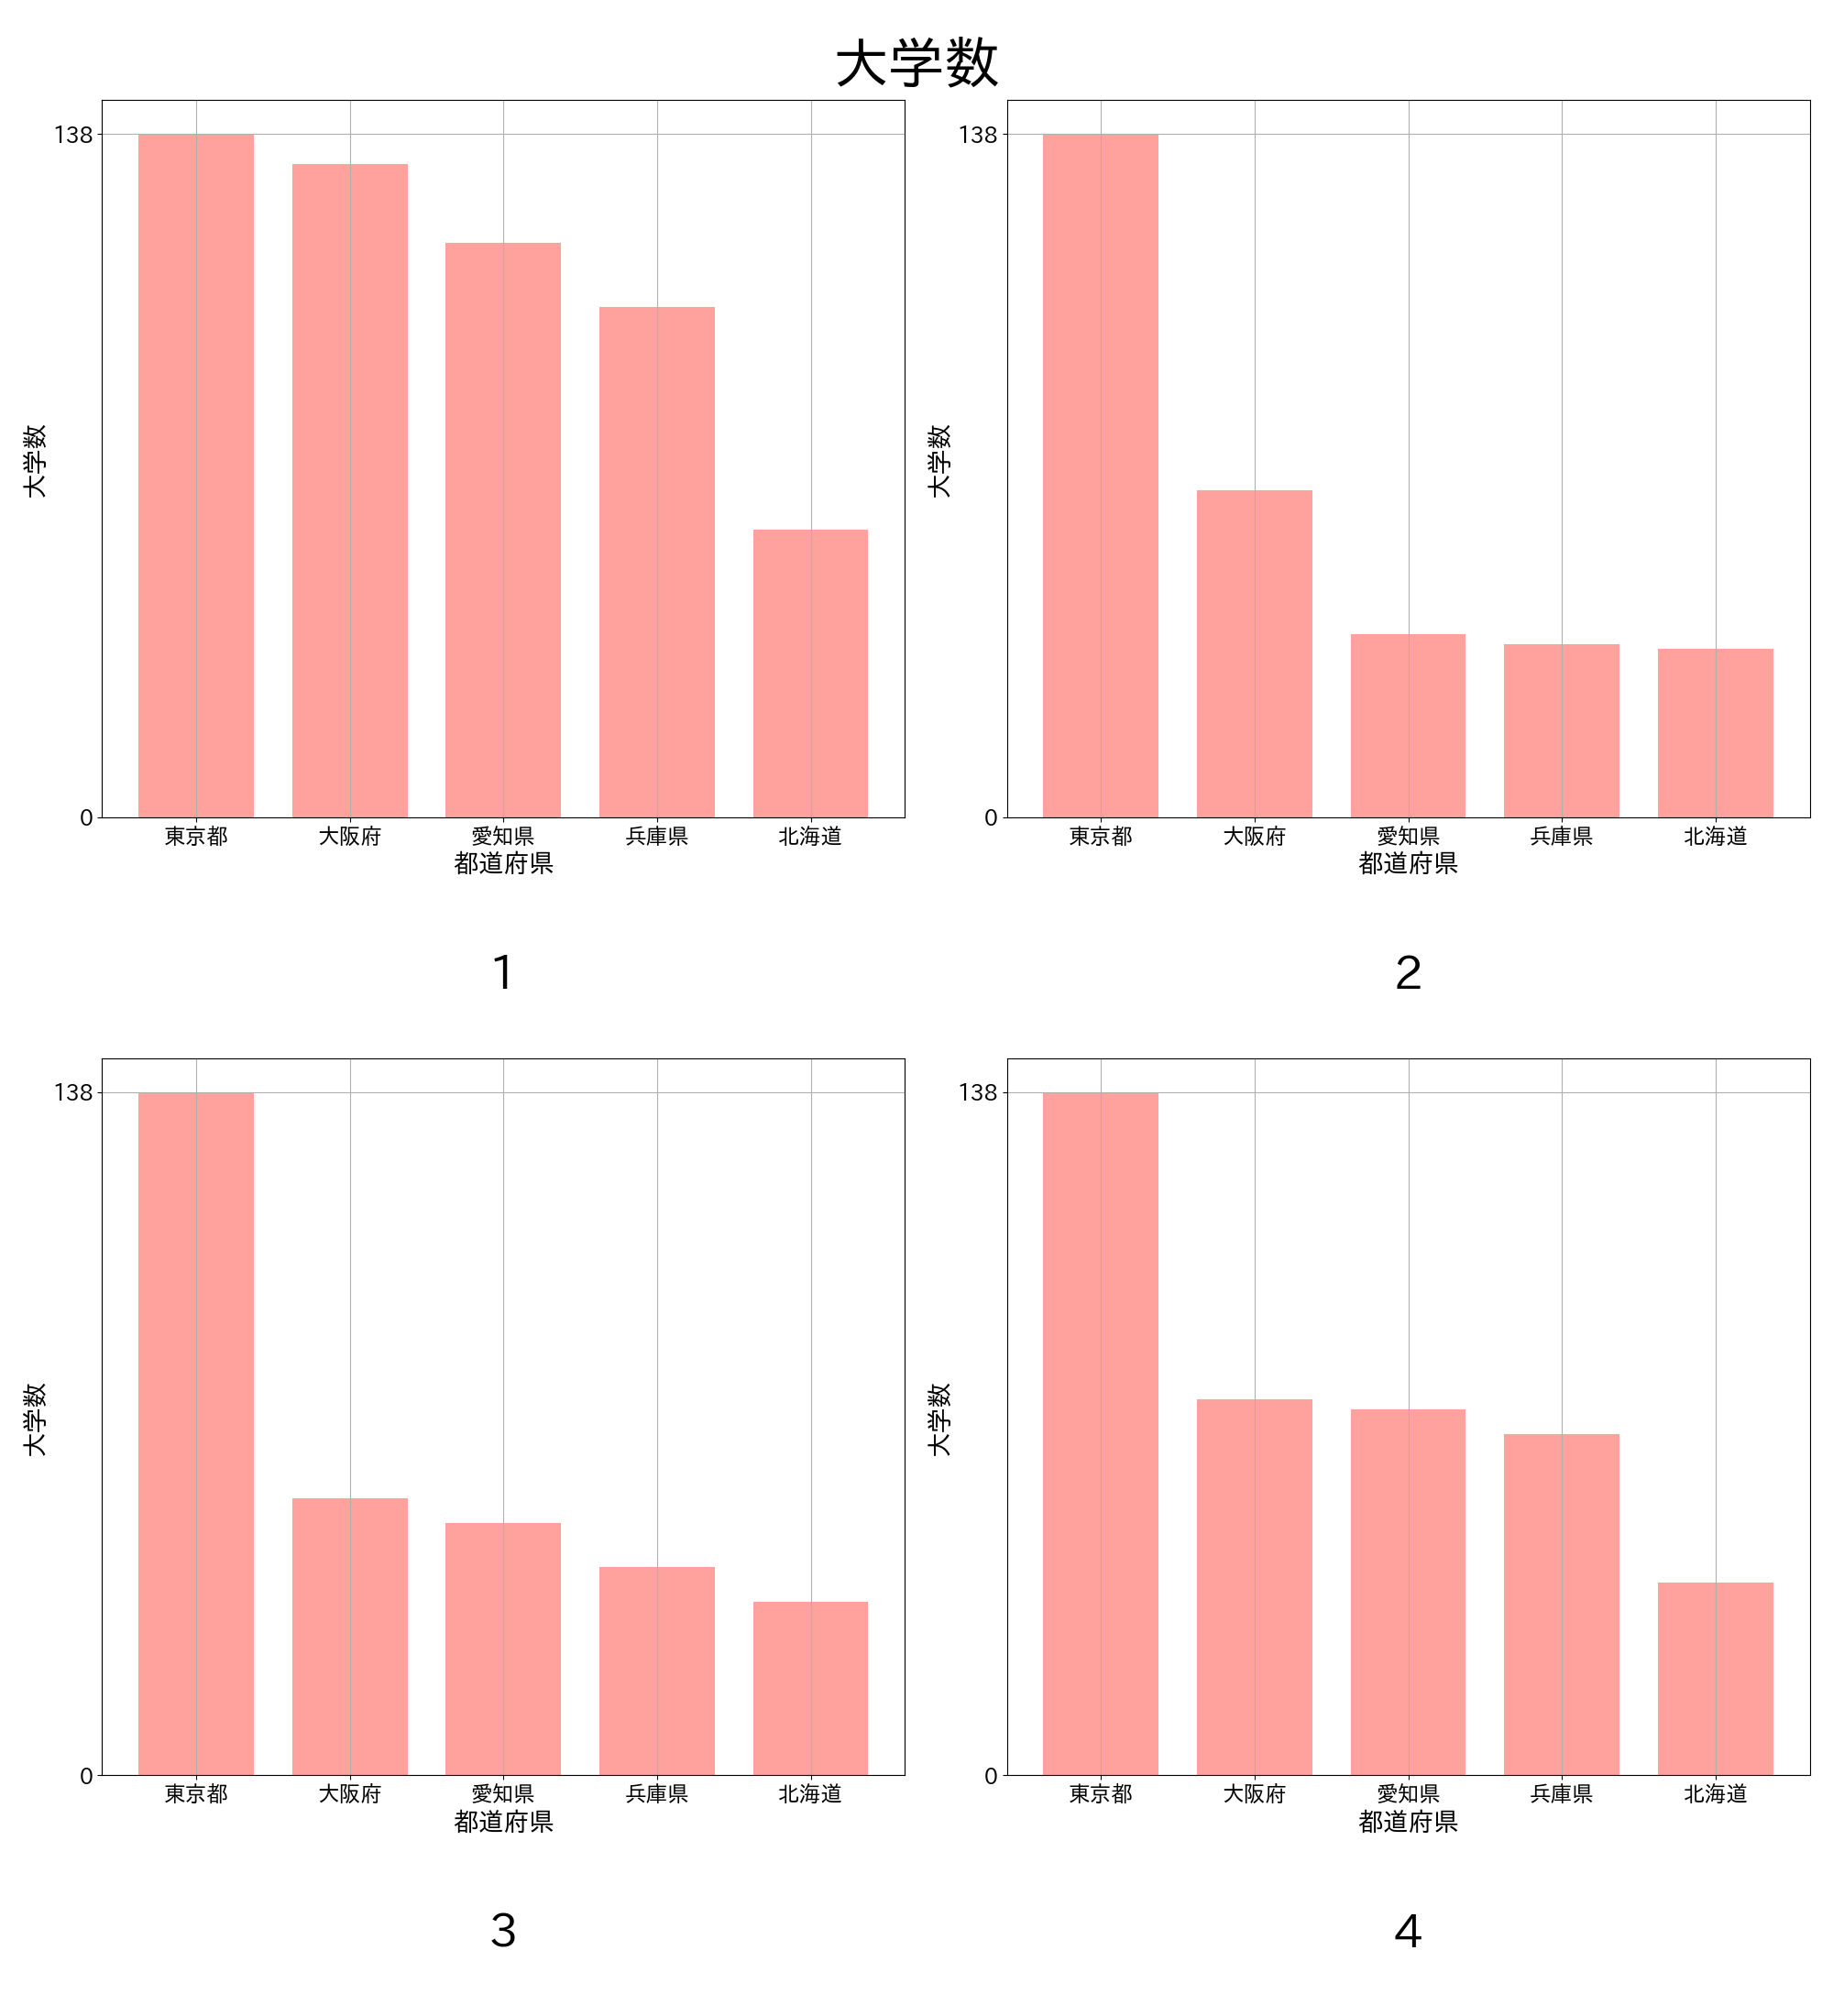 大学数
138
0
大学数
東京都 大阪府 愛知県 兵庫県 北海道
都道府県
1
138
0
大学数
東京都 大阪府 愛知県 兵庫県 北海道
都道府県
2
138
0
大学数
東京都 大阪府 愛知県 兵庫県 北海道
都道府県
3
138
0
大学数
東京都 大阪府 愛知県 兵庫県 北海道
都道府県
4